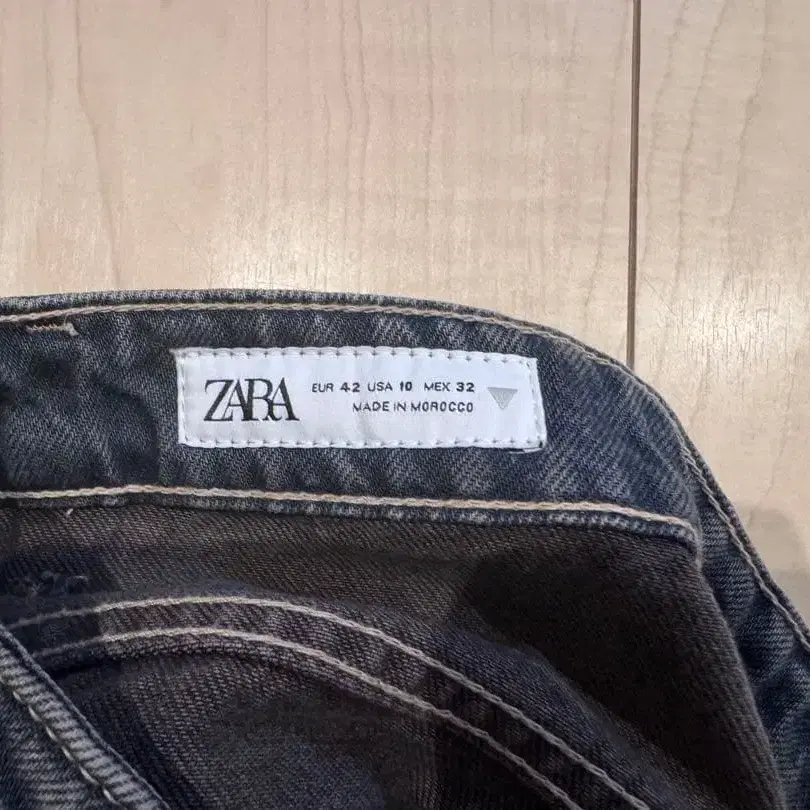 ZARA
EUR 42 USA 10 MEX 32
MADE IN MOROCCO